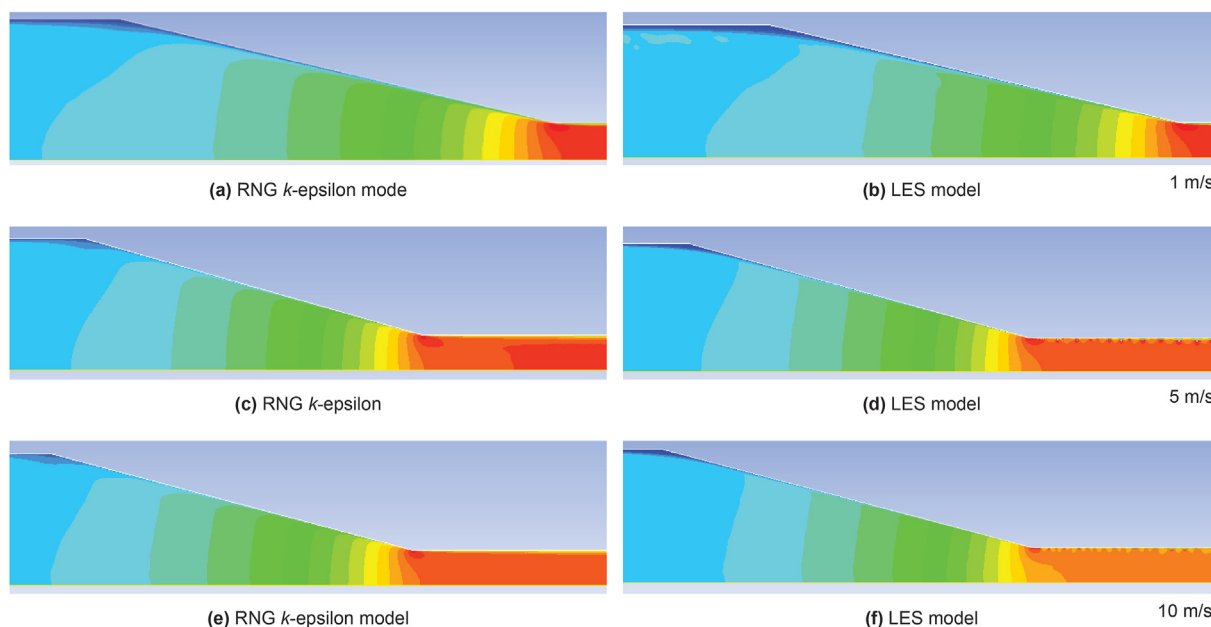 (a) RNG k-epsilon mode
(b) LES model
1 m/s
(c) RNG k-epsilon
(d) LES model
5 m/s
(e) RNG k-epsilon model
(f) LES model
10 m/s